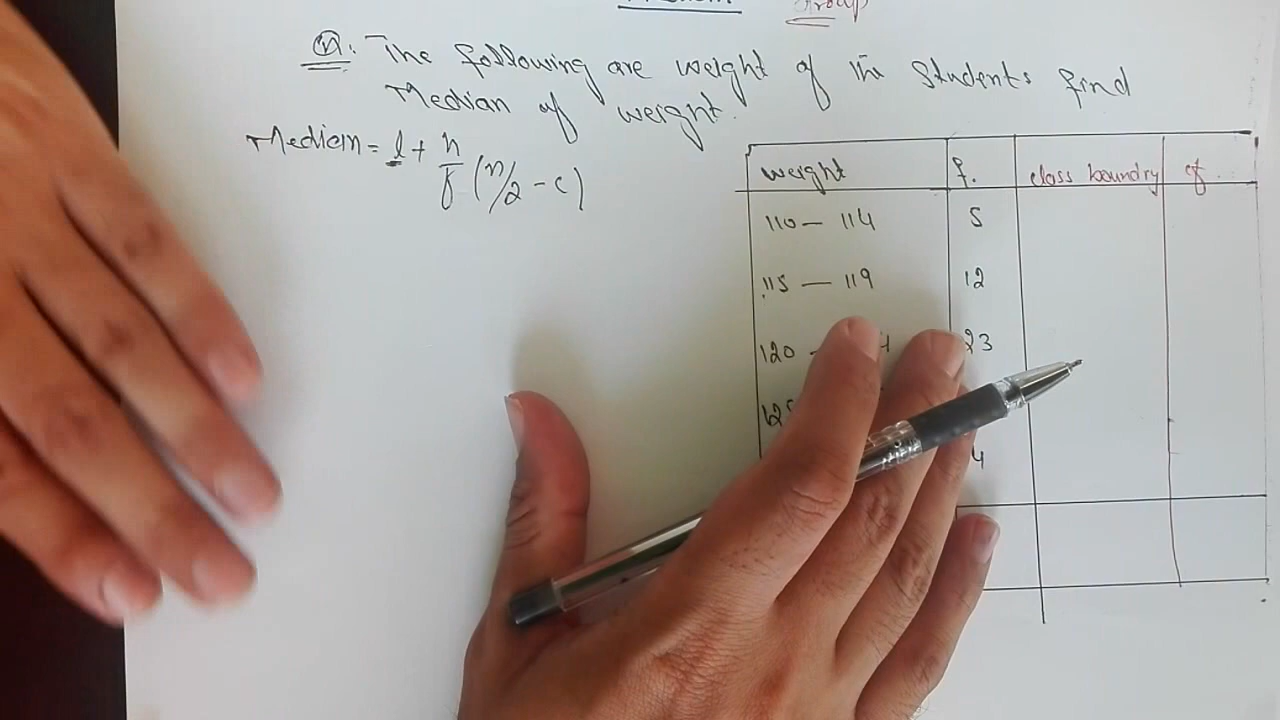 Group
Q: The following are weight of the students find
Median of weight.
Median = l + h/f (n/2 - c)
weight f. class boundry cf.
110 — 114 5
115 — 119 12
120 — 23
125
4